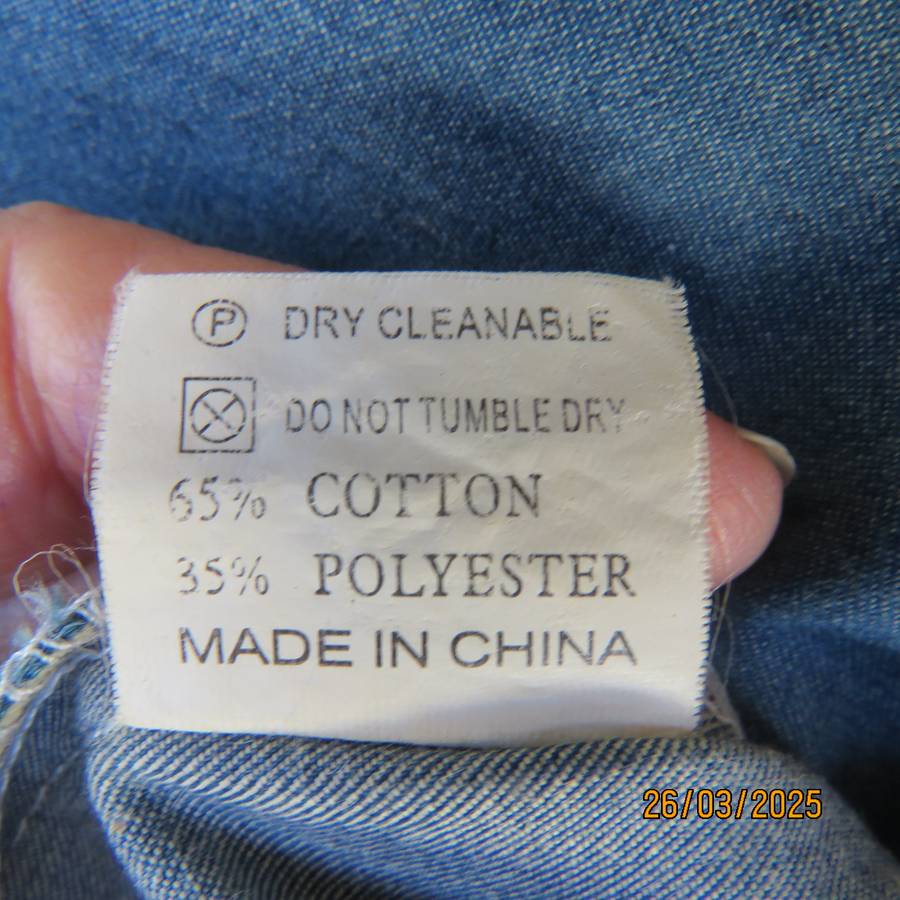 P DRY CLEANABLE
DO NOT TUMBLE DRY
65% COTTON
35% POLYESTER
MADE IN CHINA
26/03/2025